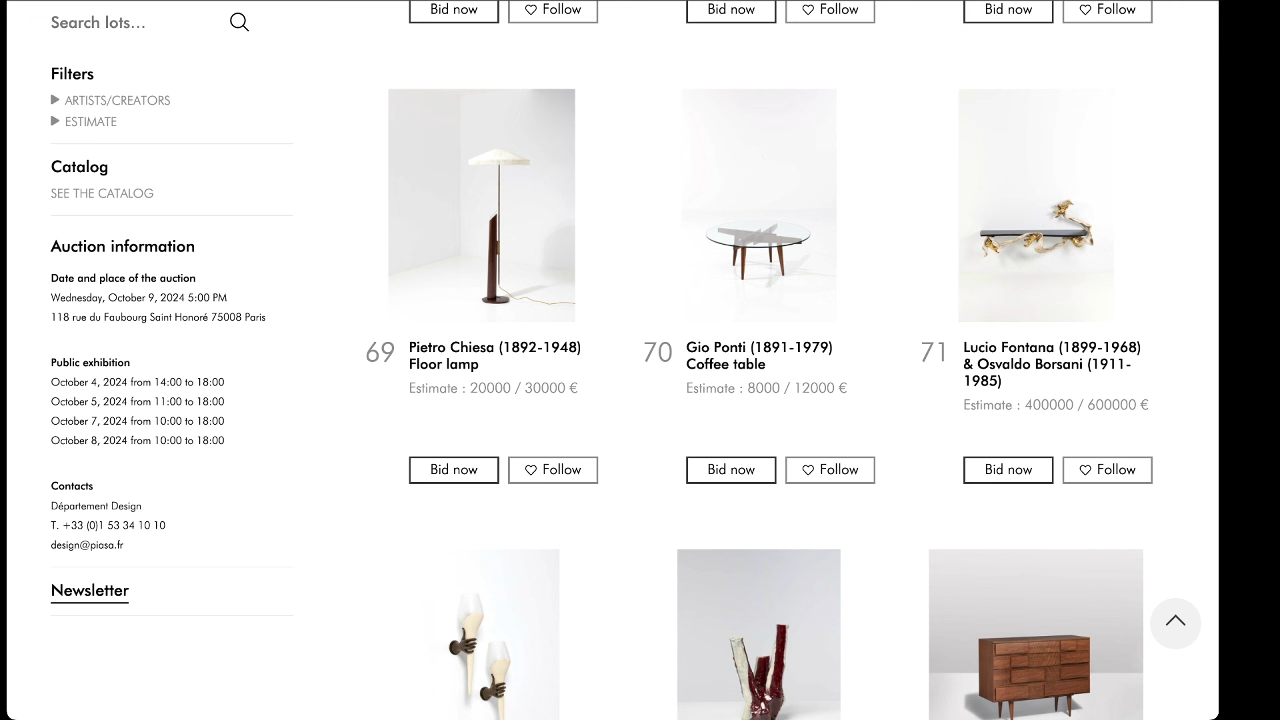 Bid now
Follow
Bid now
Follow
Bid now
Follow
Search lots...
Filters
ARTISTS/CREATORS
ESTIMATE
Catalog
SEE THE CATALOG
Auction information
Date and place of the auction
Wednesday, October 9, 2024 5:00 PM
118 rue du Faubourg Saint Honoré 75008 Paris
Public exhibition
October 4, 2024 from 14:00 to 18:00
October 5, 2024 from 11:00 to 18:00
October 7, 2024 from 10:00 to 18:00
October 8, 2024 from 10:00 to 18:00
Contacts
Département Design
T. +33 (0)1 53 34 10 10
design@piasa.fr
Newsletter
69
Pietro Chiesa (1892-1948)
Floor lamp
Estimate : 20000 / 30000 €
Bid now
Follow
70
Gio Ponti (1891-1979)
Coffee table
Estimate : 8000 / 12000 €
Bid now
Follow
71
Lucio Fontana (1899-1968)
& Osvaldo Borsani (1911-
1985)
Estimate : 400000 / 600000 €
Bid now
Follow